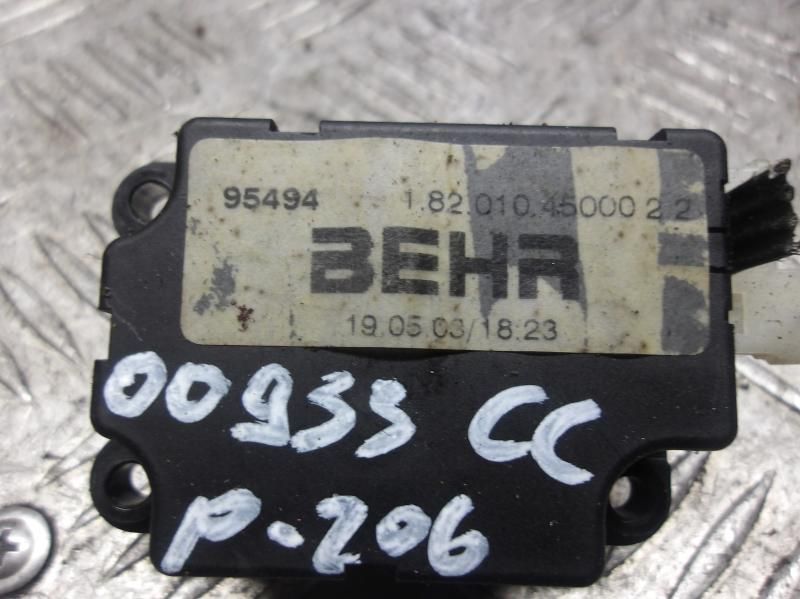 95494 1.82.010.45000 2 2
BEHR
19.05.03/18:23
00933 CC
P-206